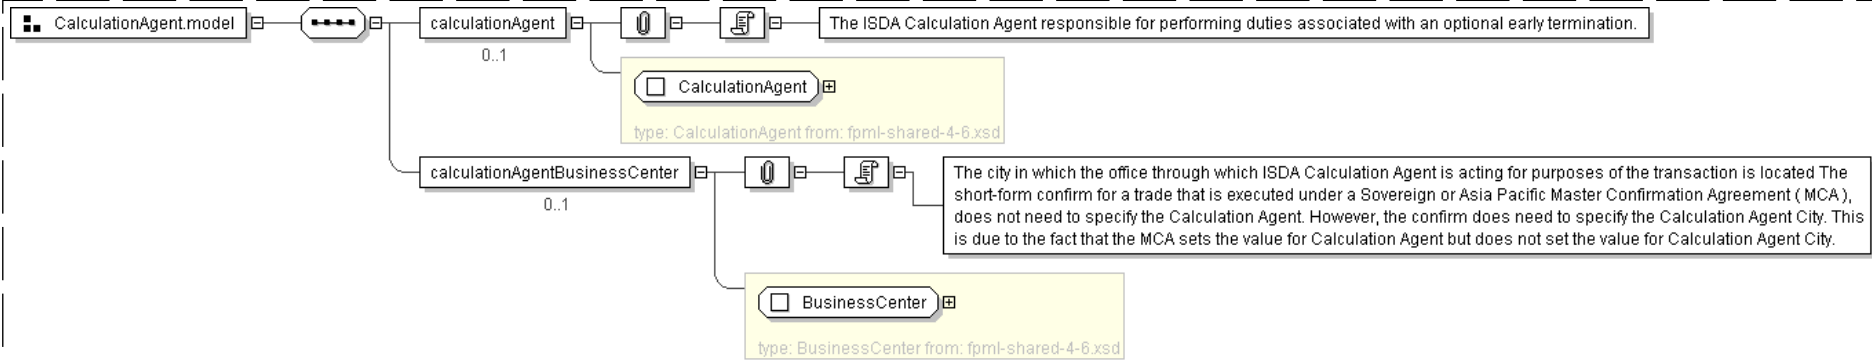 CalculationAgent.model
calculationAgent
The ISDA Calculation Agent responsible for performing duties associated with an optional early termination.
0..1
CalculationAgent
type: CalculationAgent from: fpml-shared-4-6.xsd
calculationAgentBusinessCenter
0..1
The city in which the office through which ISDA Calculation Agent is acting for purposes of the transaction is located The
short-form confirm for a trade that is executed under a Sovereign or Asia Pacific Master Confirmation Agreement ( MCA ),
does not need to specify the Calculation Agent. However, the confirm does need to specify the Calculation Agent City. This
is due to the fact that the MCA sets the value for Calculation Agent but does not set the value for Calculation Agent City.
BusinessCenter
type: BusinessCenter from: fpml-shared-4-6.xsd